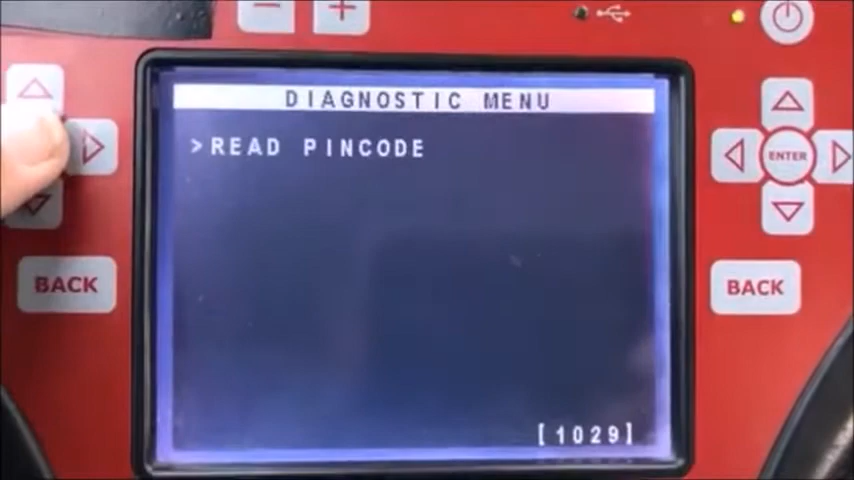 DIAGNOSTIC MENU
>READ PINCODE
ENTER
BACK
BACK
[1029]